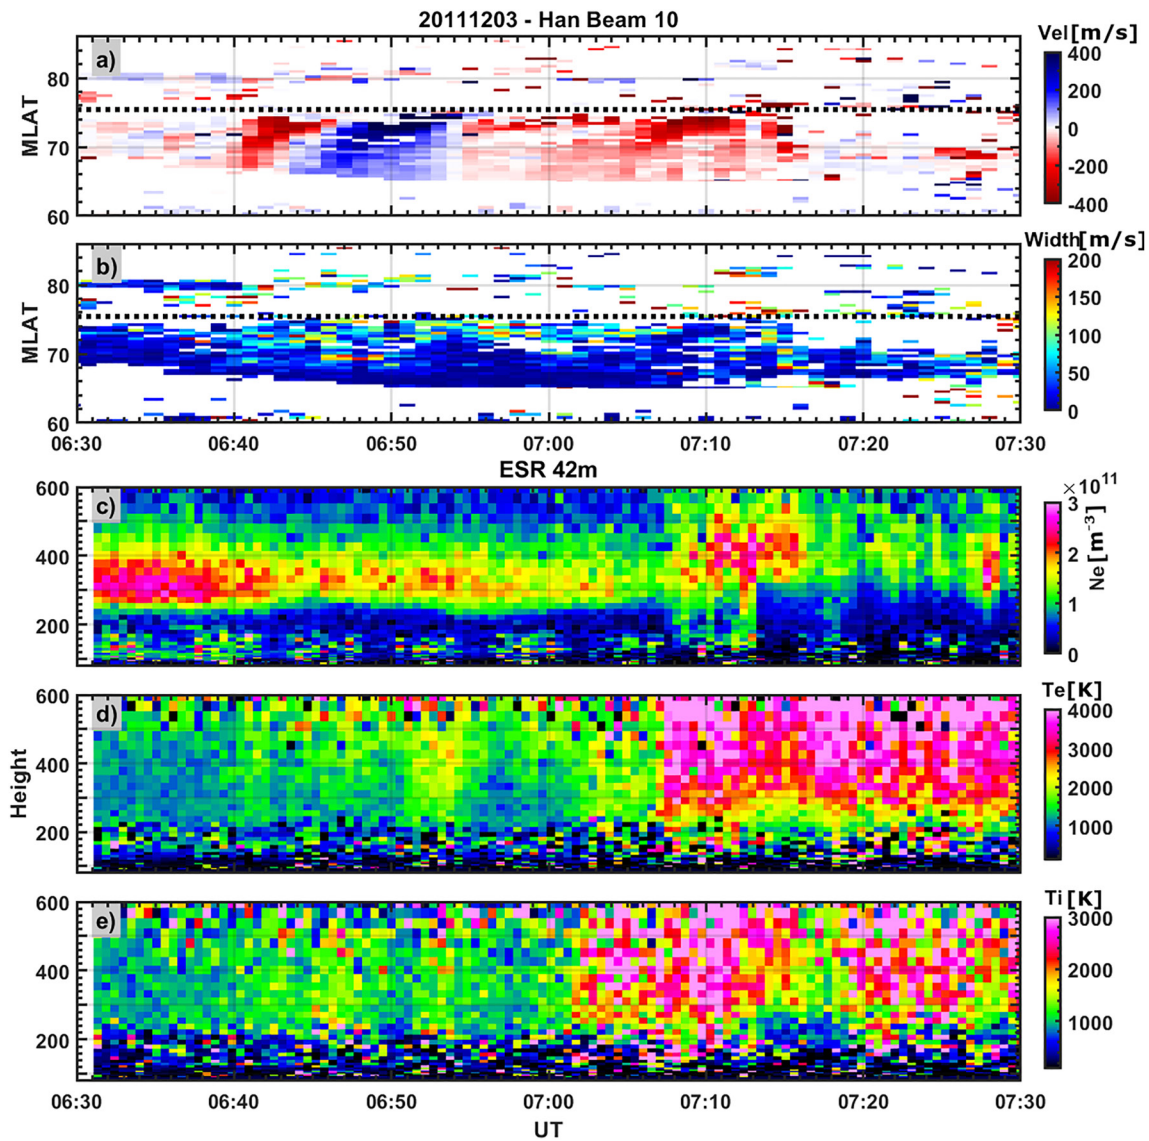 20111203 - Han Beam 10
Vel[m/s]
a)
MLAT
80
70
60
400
200
0
-200
-400
Width[m/s]
b)
MLAT
80
70
60
200
150
100
50
0
06:30 06:40 06:50 07:00 07:10 07:20 07:30
ESR 42m
c)
600
400
200
×10¹¹
3
2
1
0
Ne[m⁻³]
Te[K]
d)
Height
600
400
200
4000
3000
2000
1000
Ti[K]
e)
600
400
200
3000
2000
1000
06:30 06:40 06:50 07:00 07:10 07:20 07:30
UT